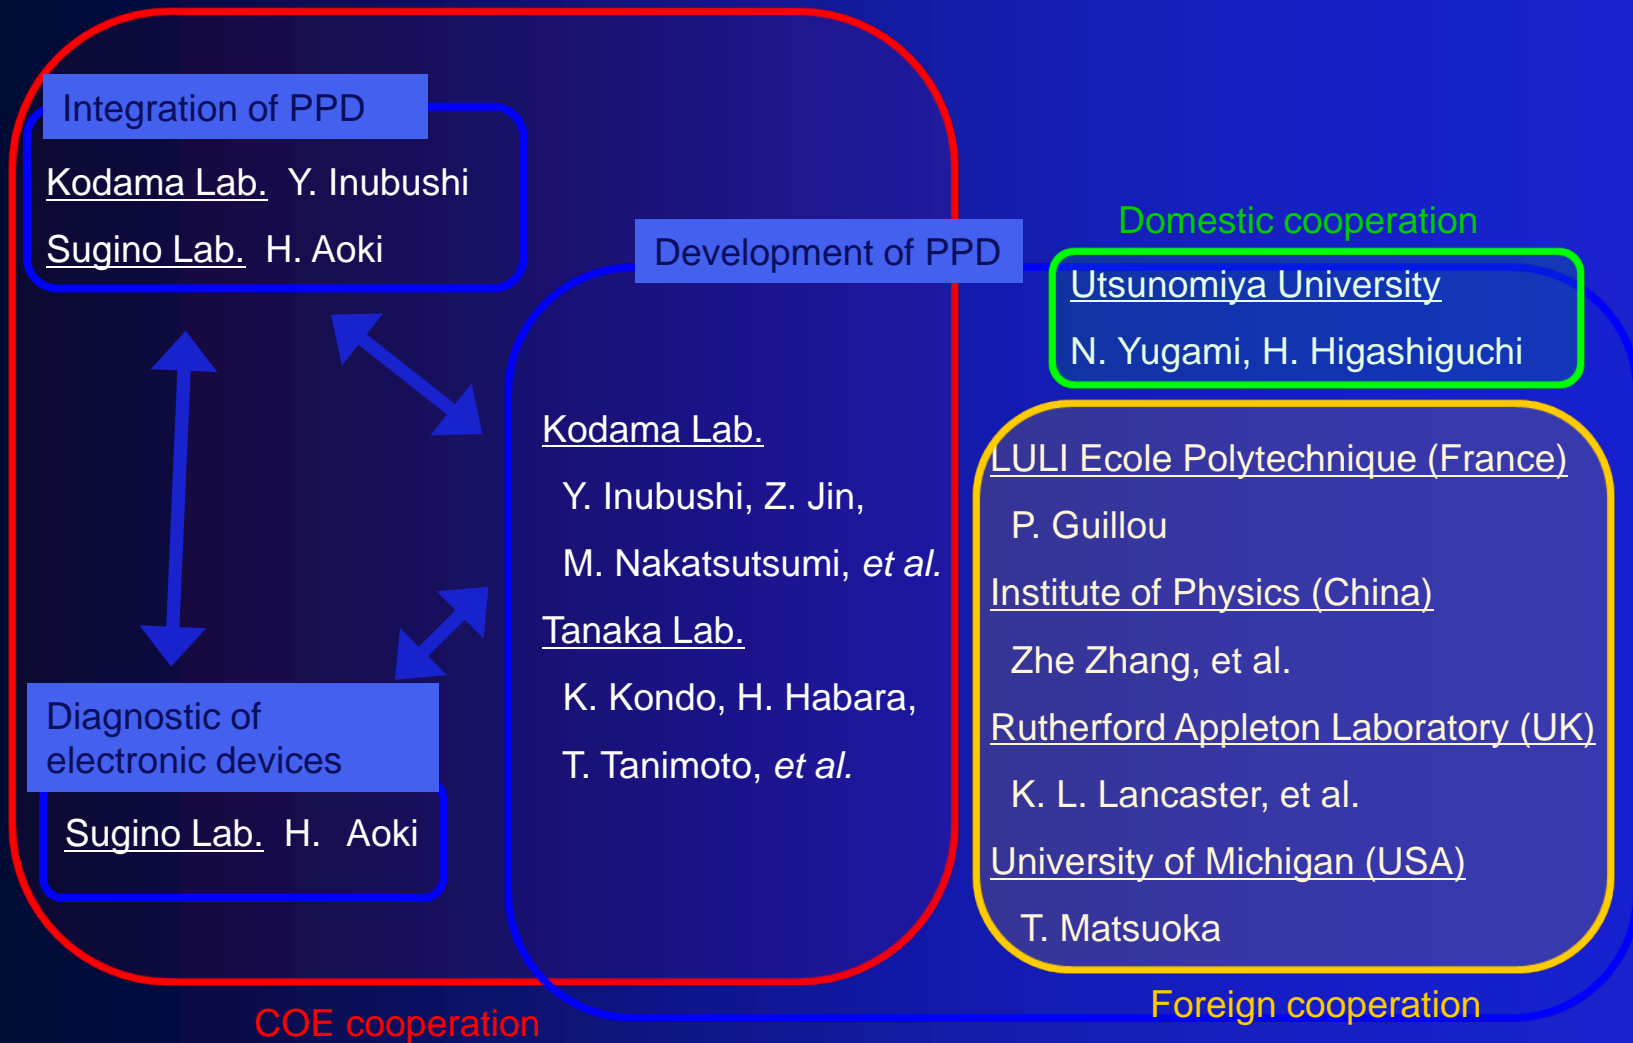 Integration of PPD
Kodama Lab. Y. Inubushi
Sugino Lab. H. Aoki
Diagnostic of
electronic devices
Sugino Lab. H. Aoki
Development of PPD
Kodama Lab.
Y. Inubushi, Z. Jin,
M. Nakatsutsumi, et al.
Tanaka Lab.
K. Kondo, H. Habara,
T. Tanimoto, et al.
Domestic cooperation
Utsunomiya University
N. Yugami, H. Higashiguchi
LULI Ecole Polytechnique (France)
P. Guillou
Institute of Physics (China)
Zhe Zhang, et al.
Rutherford Appleton Laboratory (UK)
K. L. Lancaster, et al.
University of Michigan (USA)
T. Matsuoka
Foreign cooperation
COE cooperation